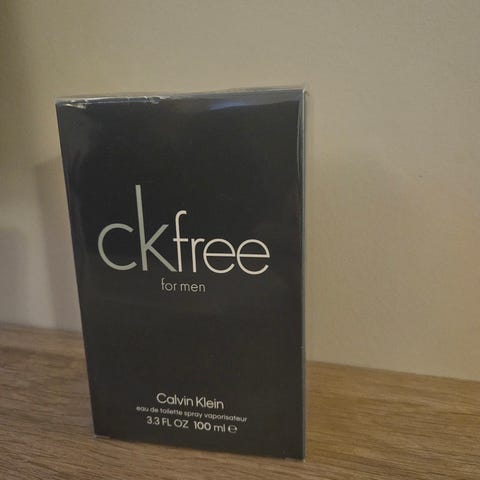 ckfree
for men
Calvin Klein
eau de toilette spray vaporisateur
3.3 FL OZ 100 ml ℮